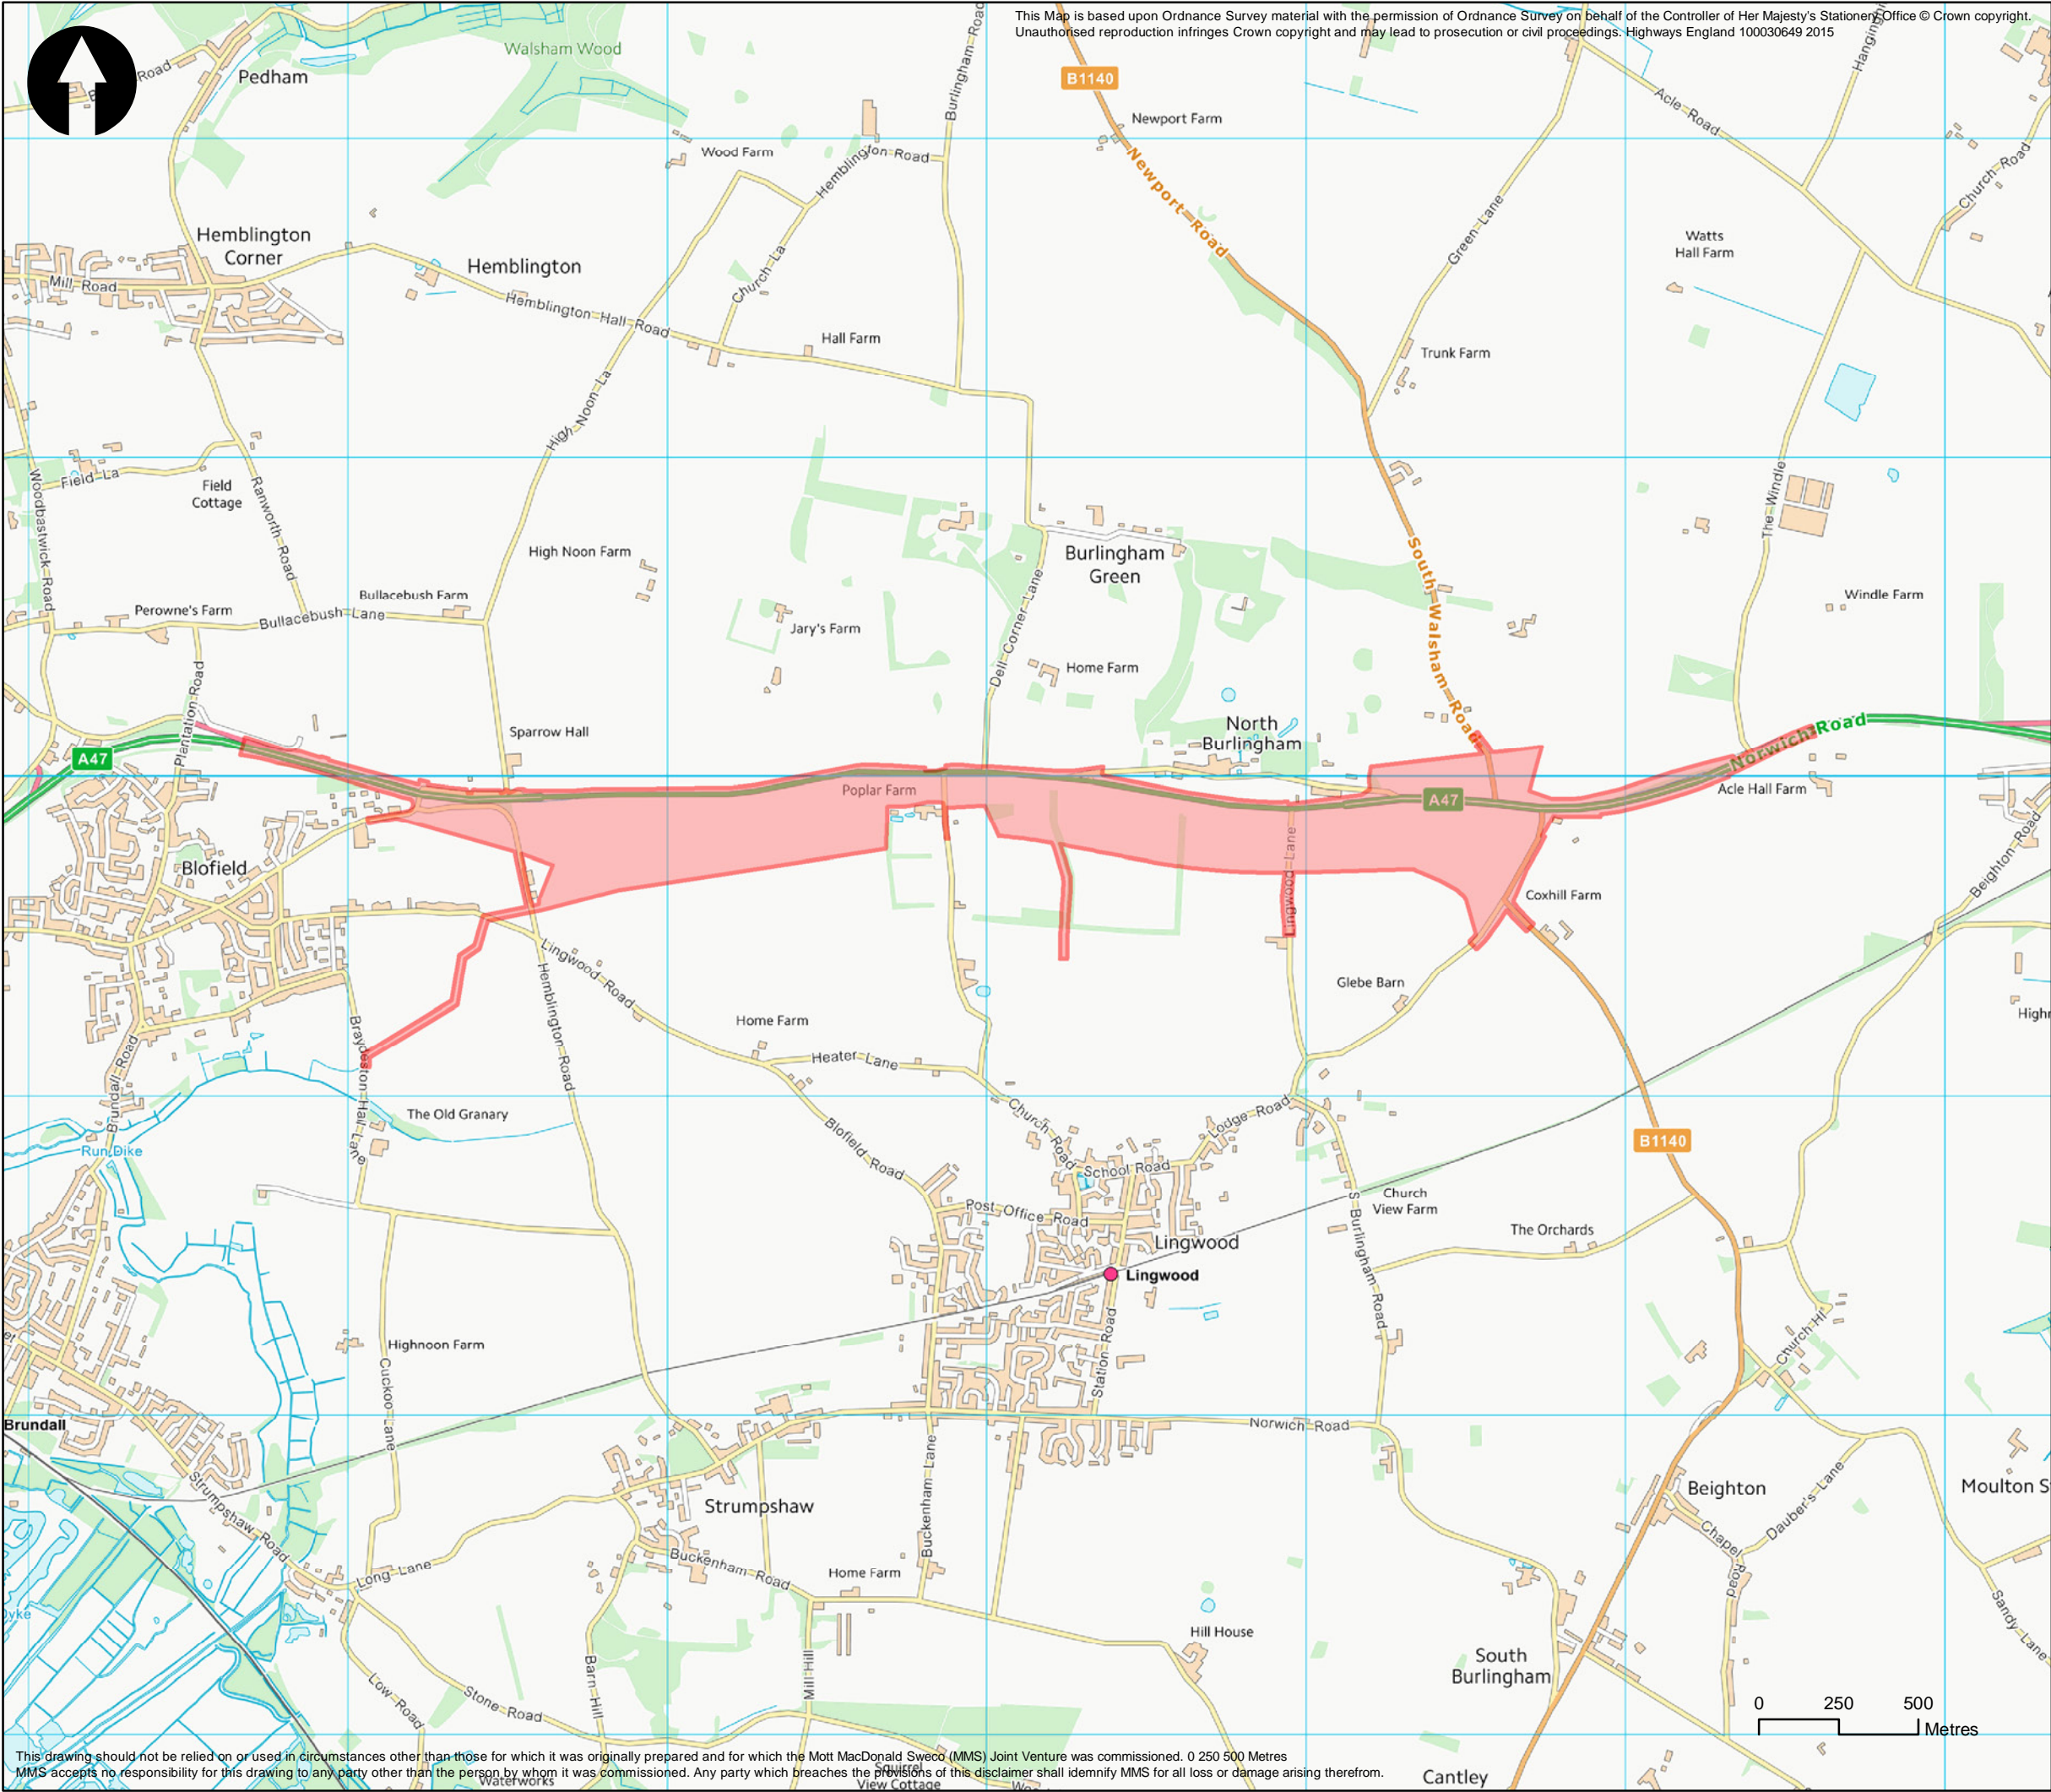 This Map is based upon Ordnance Survey material with the permission of Ordnance Survey on behalf of the Controller of Her Majesty's Stationery Office © Crown copyright.
Unauthorised reproduction infringes Crown copyright and may lead to prosecution or civil proceedings. Highways England 100030649 2015
Walsham Wood
Pedham
Road
Burlingham Road
B1140
Newport Farm
Acle Road
Church Road
Wood Farm
Hemblington Road
Newport Road
Green Lane
Hemblington
Corner
Hemblington
Mill Road
Church La
Watts
Hall Farm
Hemblington Hall Road
Hall Farm
Trunk Farm
High Noon La
Field La
Field
Cottage
Woodbastwick Road
Ranworth Road
The Windle
High Noon Farm
Burlingham
Green
South Walsham Road
Perowne's Farm
Bullacebush Farm
Bullacebush Lane
Jary's Farm
Dell Corner Lane
Home Farm
Windle Farm
Plantation Road
Sparrow Hall
North
Burlingham
A47
Norwich Road
Poplar Farm
A47
Acle Hall Farm
Blofield
Lingwood Lane
Coxhill Farm
Beighton Road
Lingwood Road
Hemblington Road
Glebe Barn
Home Farm
Heater Lane
Braydeston Hall Lane
Brundall Road
The Old Granary
Run Dike
Church Road
Lodge Road
Blofield Road
School Road
B1140
Church
View Farm
Post Office Road
S Burlingham Road
The Orchards
Lingwood
Lingwood
Station Road
Highnoon Farm
Cuckoo Lane
Church Hl
Brundall
Norwich Road
Strumpshaw Road
Strumpshaw
Buckenham Lane
Beighton
Moulton S
Dauber's Lane
Chapel Road
Long Lane
Buckenham Road
Home Farm
Sandy Lane
Hill House
Low Road
Stone Road
Barn Hill
Mill Hill
South
Burlingham
0 250 500
Metres
This drawing should not be relied on or used in circumstances other than those for which it was originally prepared and for which the Mott MacDonald Sweco (MMS) Joint Venture was commissioned. 0 250 500 Metres
MMS accepts no responsibility for this drawing to any party other than the person by whom it was commissioned. Any party which breaches the provisions of this disclaimer shall idemnify MMS for all loss or damage arising therefrom.
Waterworks
Squirrel
View Cottage
Cantley